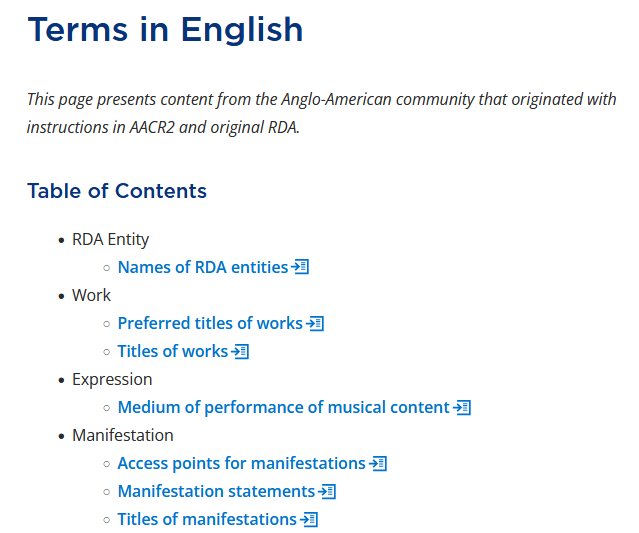 Terms in English
This page presents content from the Anglo-American community that originated with
instructions in AACR2 and original RDA.
Table of Contents
RDA Entity
Names of RDA entities
Work
Preferred titles of works
Titles of works
Expression
Medium of performance of musical content
Manifestation
Access points for manifestations
Manifestation statements
Titles of manifestations